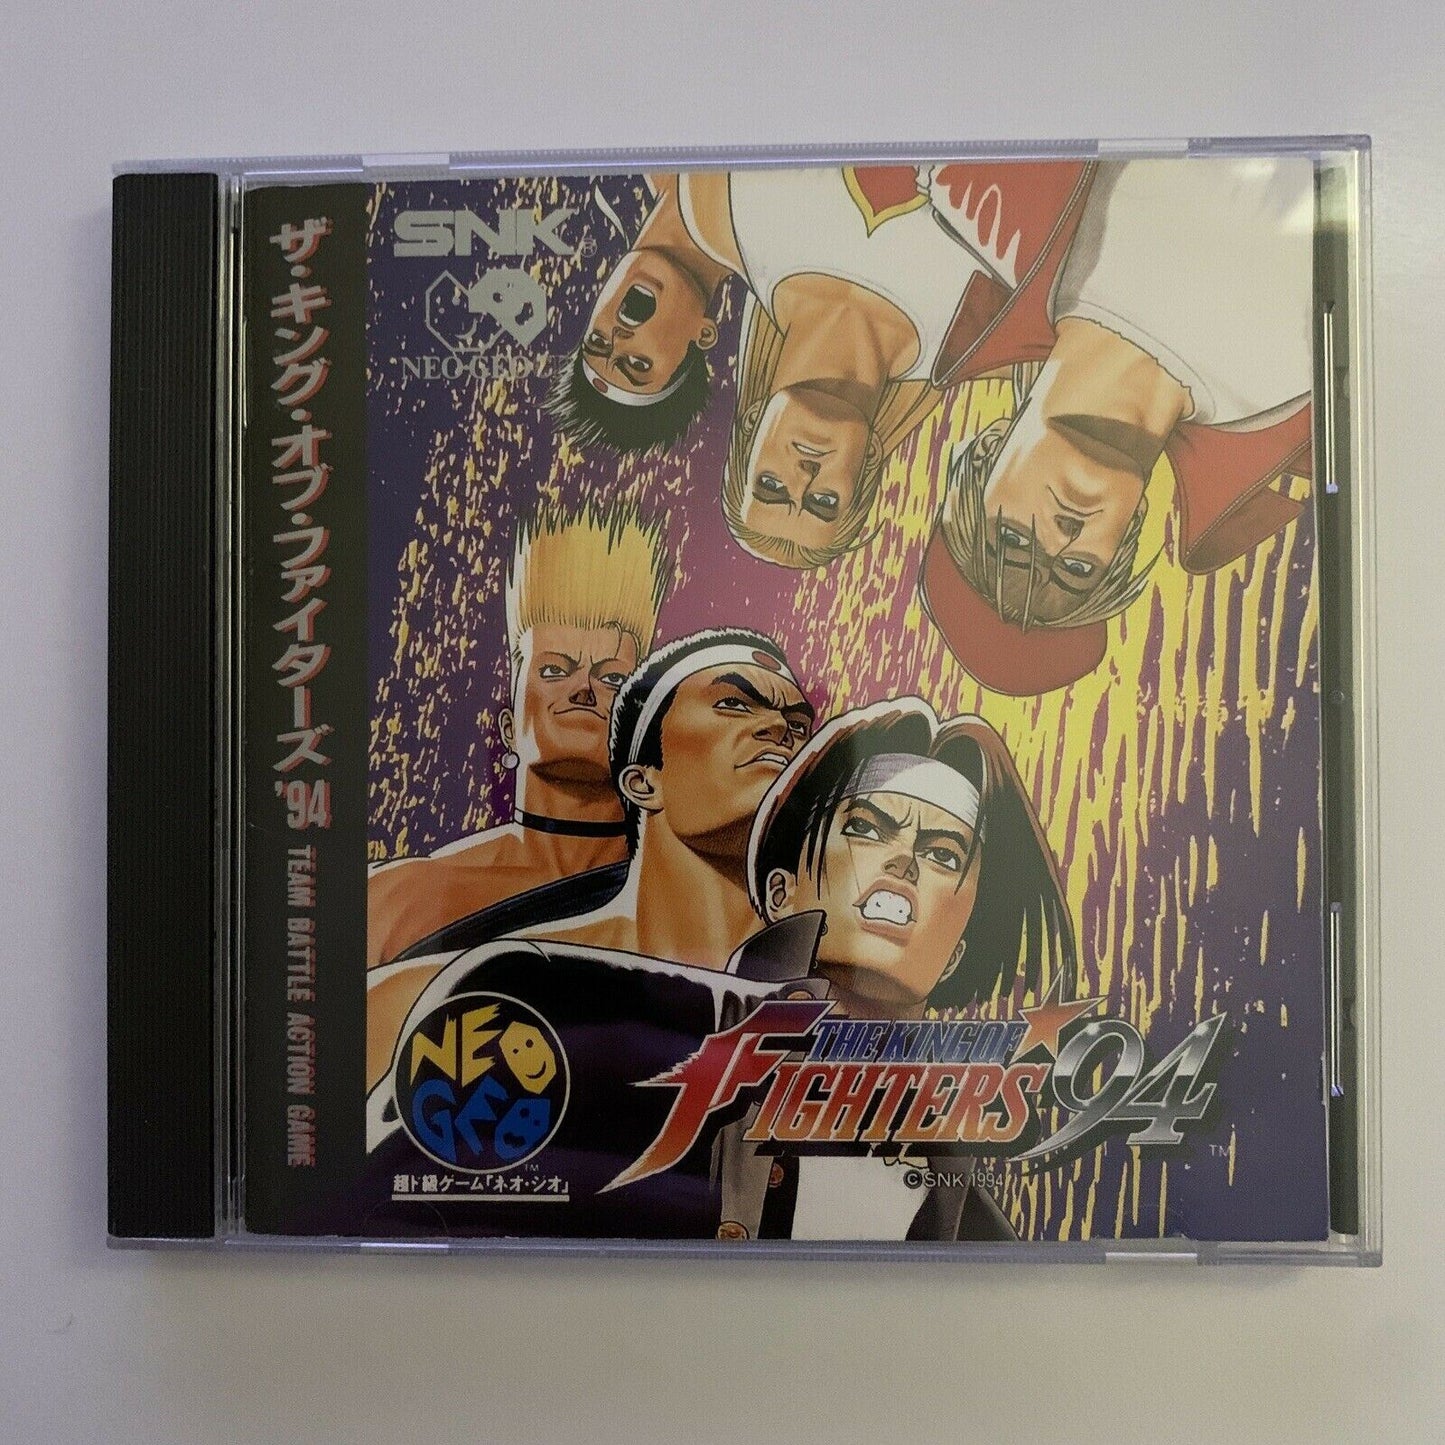 ザ・キング・オブ・ファイターズ'94 TEAM BATTLE ACTION GAME
SNK®
NEO·GEO CD
NEO
GEO
TM
超ド級ゲーム「ネオ・ジオ」
THE KING OF
FIGHTERS '94
TM
©SNK 1994